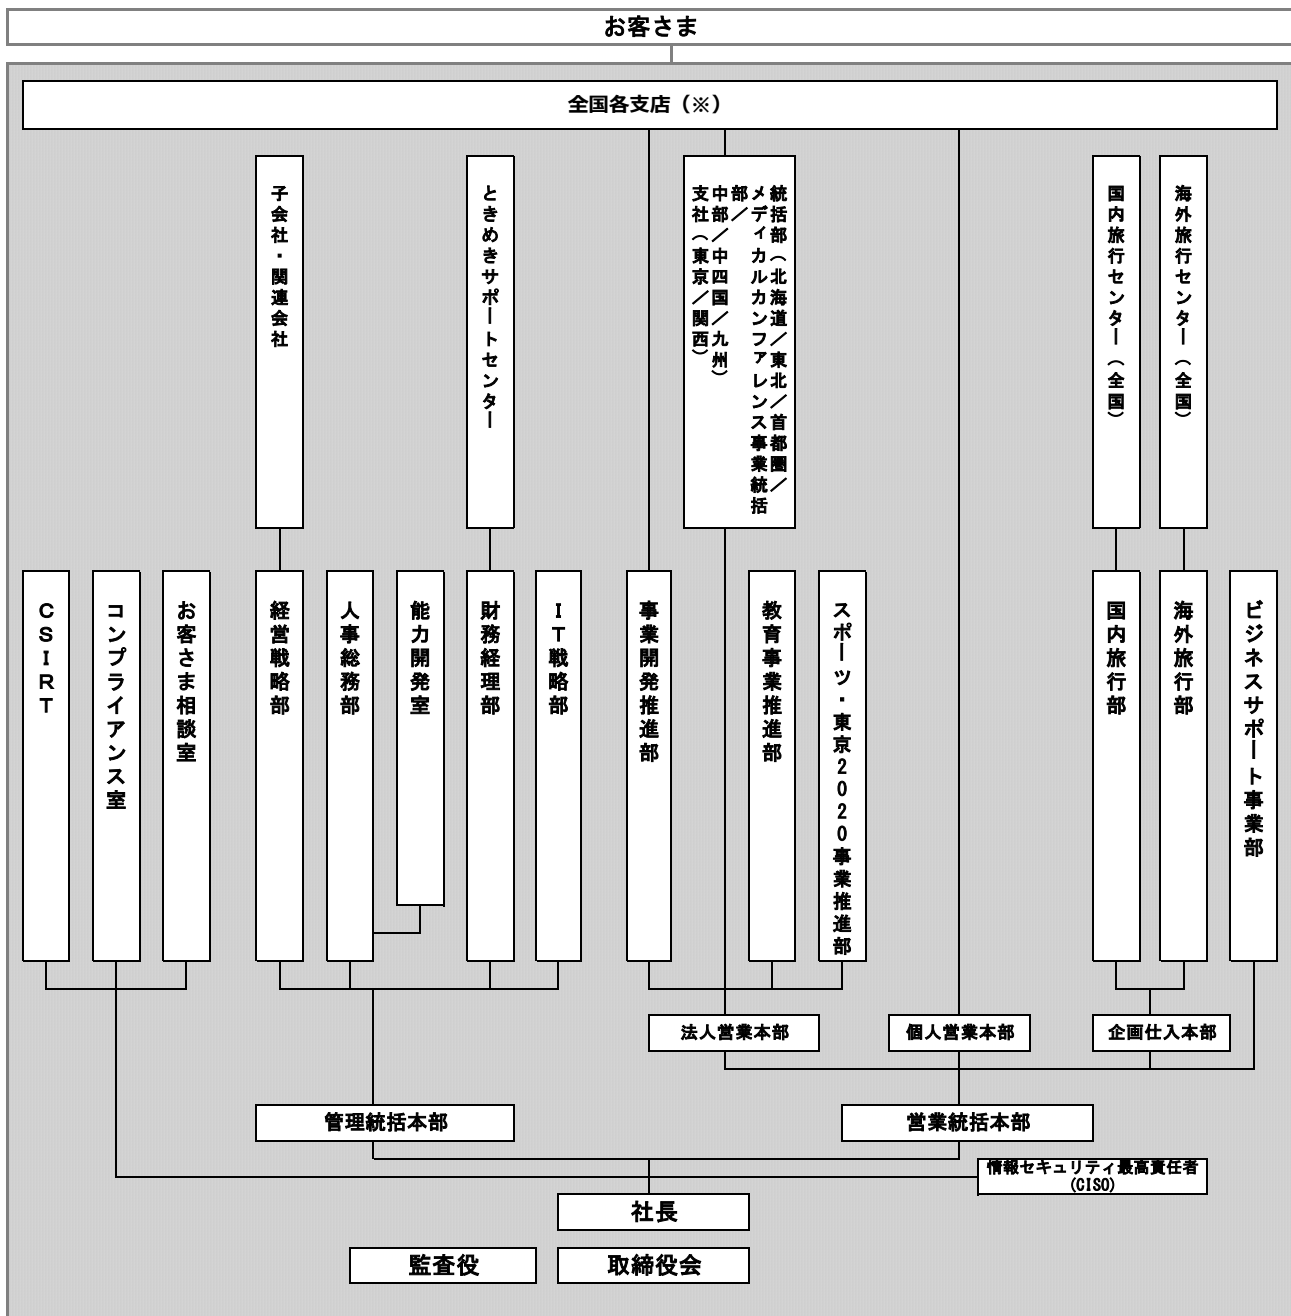 お客さま
全国各支店（※）
子会社・関連会社
ときめきサポートセンター
統括部（北海道／東北／首都圏／
メディカルカンファレンス事業統括
部／
中部／中四国／九州）
支社（東京／関西）
国内旅行センター（全国）
海外旅行センター（全国）
ＣＳＩＲＴ
コンプライアンス室
お客さま相談室
経営戦略部
人事総務部
能力開発室
財務経理部
ＩＴ戦略部
事業開発推進部
教育事業推進部
スポーツ・東京２０２０事業推進部
国内旅行部
海外旅行部
ビジネスサポート事業部
法人営業本部
個人営業本部
企画仕入本部
管理統括本部
営業統括本部
情報セキュリティ最高責任者
(CISO)
社長
監査役
取締役会